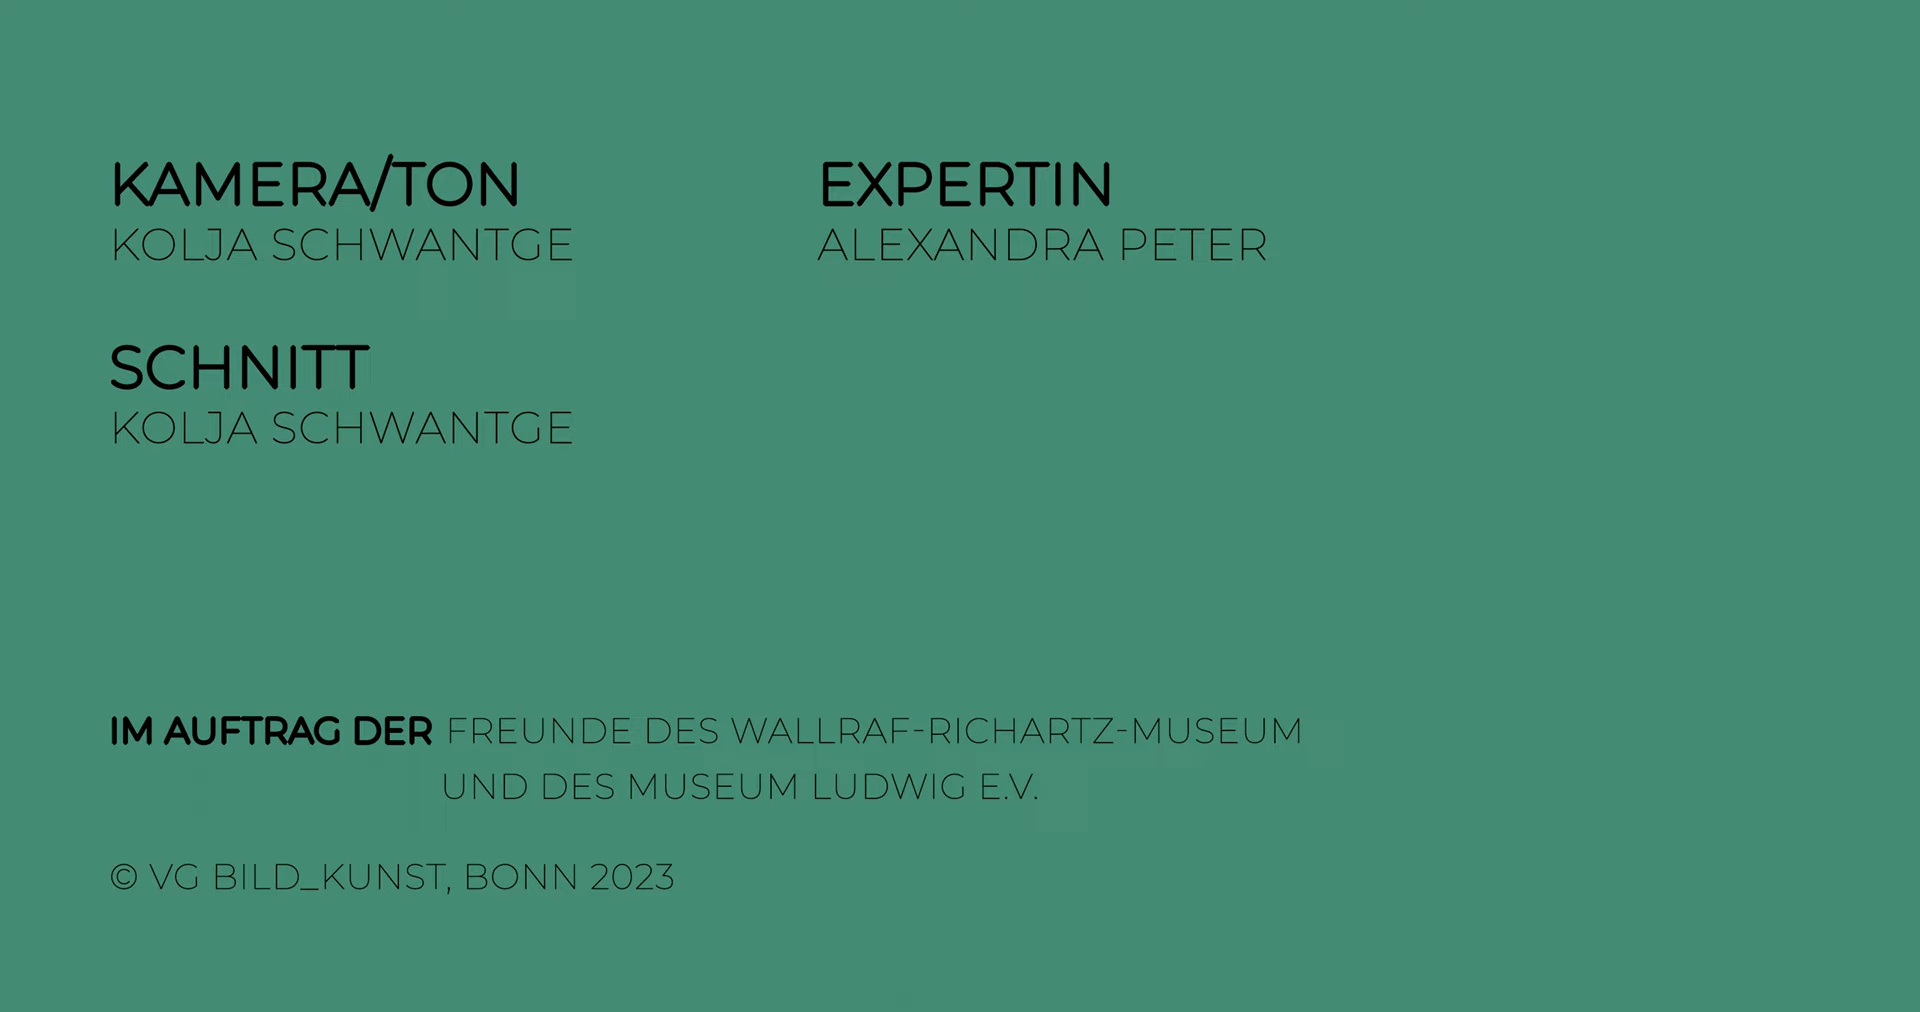 KAMERA/TON
KOLJA SCHWANTGE
EXPERTIN
ALEXANDRA PETER
SCHNITT
KOLJA SCHWANTGE
IM AUFTRAG DER FREUNDE DES WALLRAF-RICHARTZ-MUSEUM
UND DES MUSEUM LUDWIG E.V.
© VG BILD_KUNST, BONN 2023